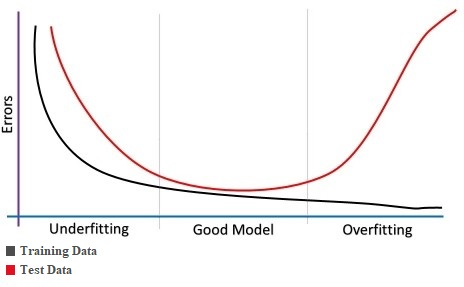 Errors
Underfitting Good Model Overfitting
Training Data
Test Data